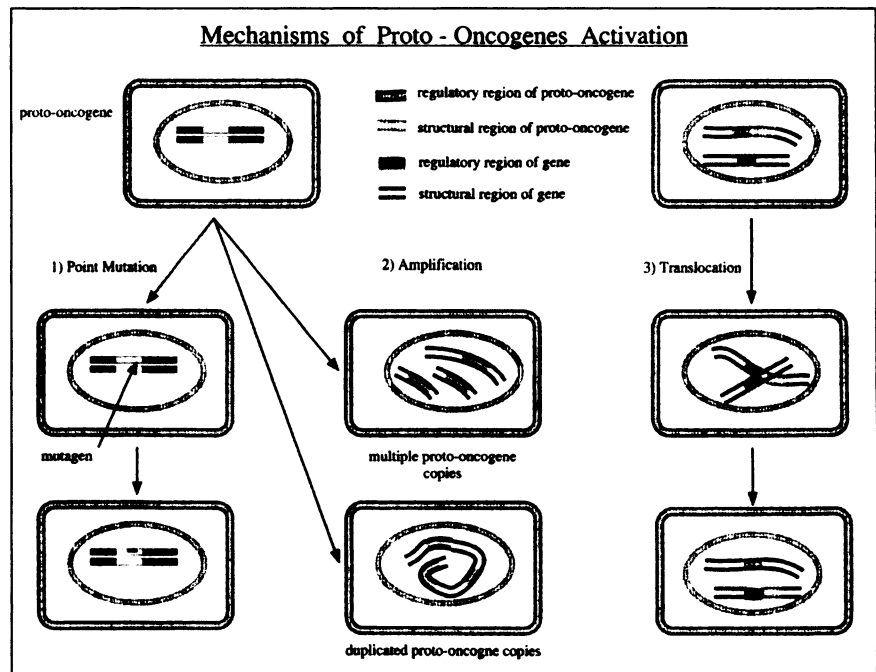 Mechanisms of Proto - Oncogenes Activation
proto-oncogene
regulatory region of proto-oncogene
structural region of proto-oncogene
regulatory region of gene
structural region of gene
1) Point Mutation
2) Amplification
3) Translocation
mutagen
multiple proto-oncogene
copies
duplicated proto-oncogne copies